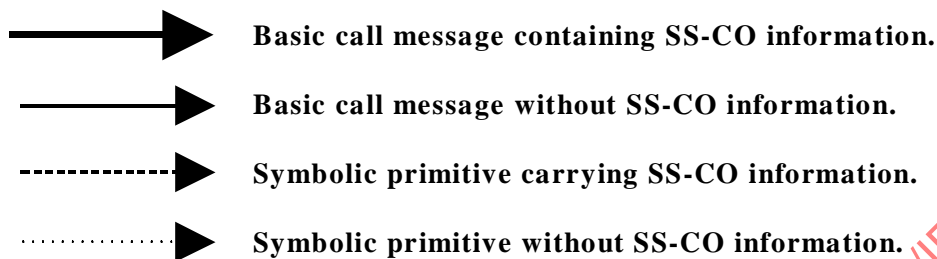 Basic call message containing SS-CO information.
Basic call message without SS-CO information.
Symbolic primitive carrying SS-CO information.
Symbolic primitive without SS-CO information.